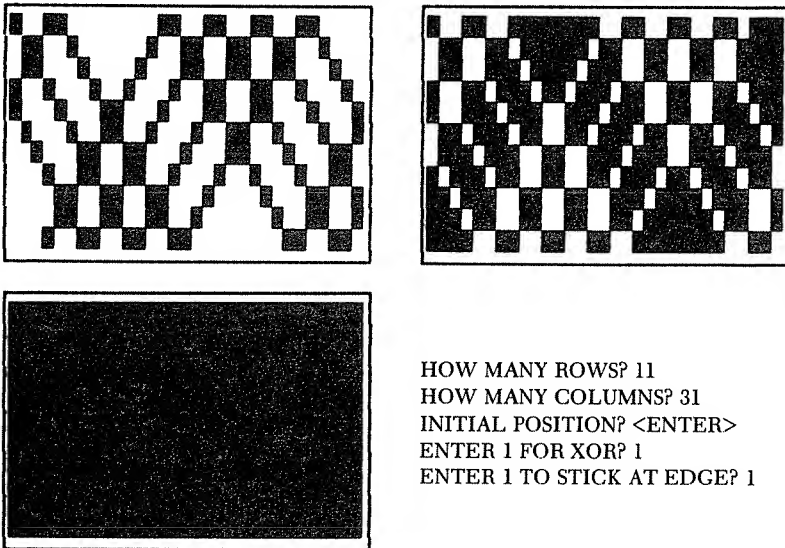 HOW MANY ROWS? 11
HOW MANY COLUMNS? 31
INITIAL POSITION? <ENTER>
ENTER 1 FOR XOR? 1
ENTER 1 TO STICK AT EDGE? 1